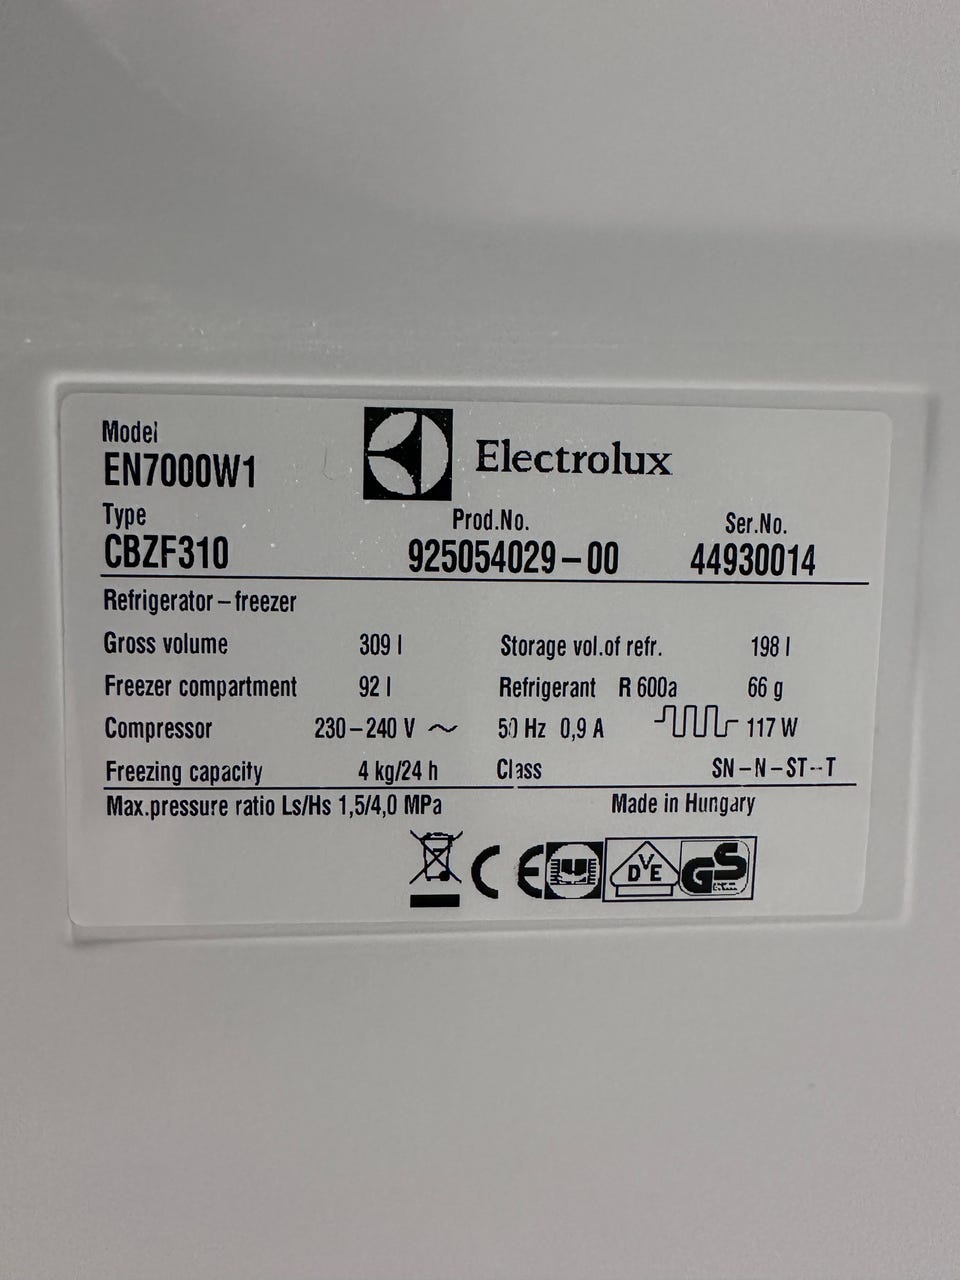 Model
EN7000W1
Electrolux
Type
CBZF310
Prod.No.
925054029-00
Ser.No.
44930014
Refrigerator-freezer
Gross volume 309 l Storage vol.of refr. 198 l
Freezer compartment 92 l Refrigerant R 600a 66 g
Compressor 230-240 V ~ 50 Hz 0,9 A 117 W
Freezing capacity 4 kg/24 h Class SN-N-ST-T
Max.pressure ratio Ls/Hs 1,5/4,0 MPa Made in Hungary
CE VDE GS